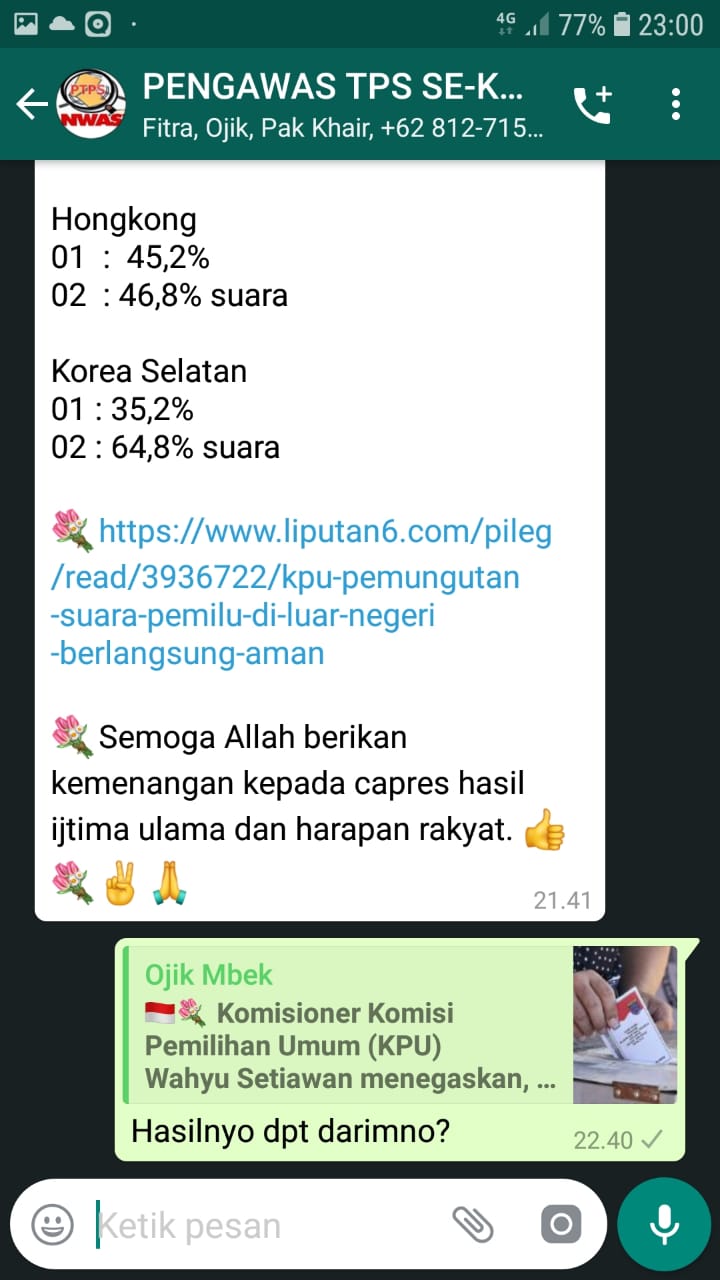 4G 77% 23:00
PTPS
NWAS
PENGAWAS TPS SE-K...
Fitra, Ojik, Pak Khair, +62 812-715...
Hongkong
01 : 45,2%
02 : 46,8% suara
Korea Selatan
01 : 35,2%
02 : 64,8% suara
💐 https://www.liputan6.com/pileg
/read/3936722/kpu-pemungutan
-suara-pemilu-di-luar-negeri
-berlangsung-aman
💐 Semoga Allah berikan
kemenangan kepada capres hasil
ijtima ulama dan harapan rakyat. 👍
💐✌🙏
21.41
Ojik Mbek
🇮🇩💐 Komisioner Komisi
Pemilihan Umum (KPU)
Wahyu Setiawan menegaskan, ...
Hasilnyo dpt darimno?
22.40
Ketik pesan